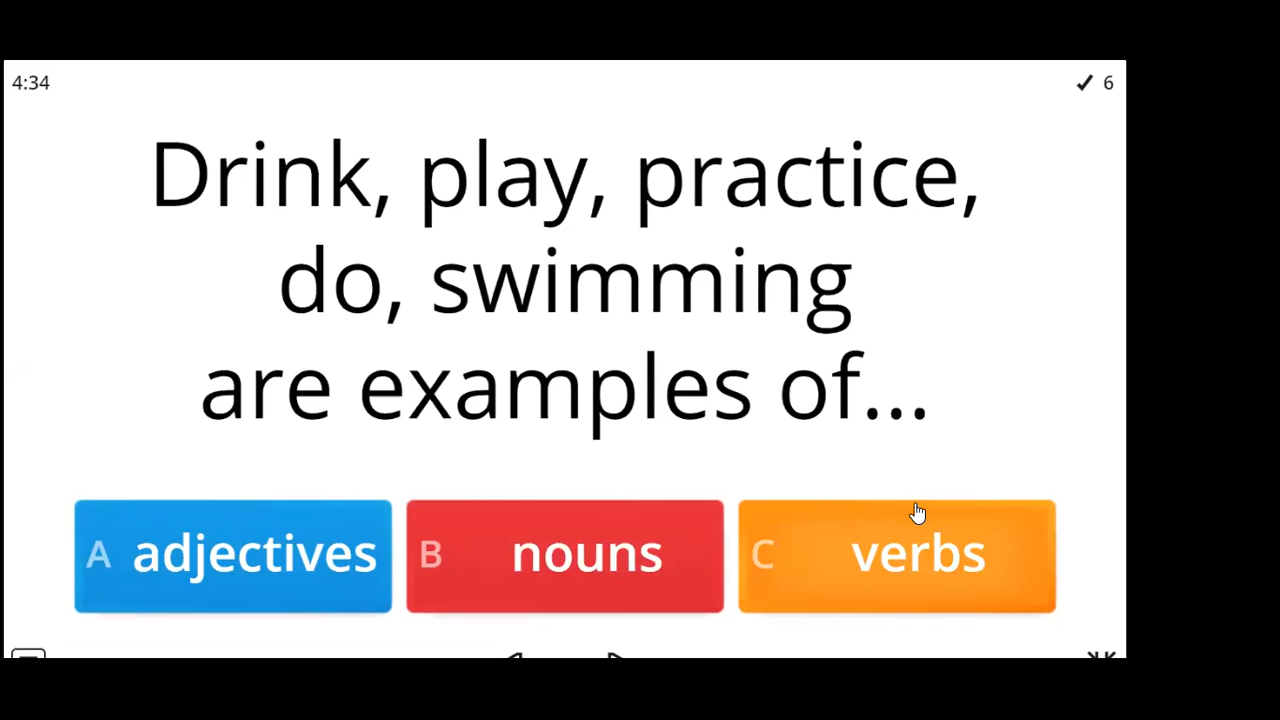 4:34
✓ 6
Drink, play, practice,
do, swimming
are examples of...
A adjectives
B nouns
C verbs